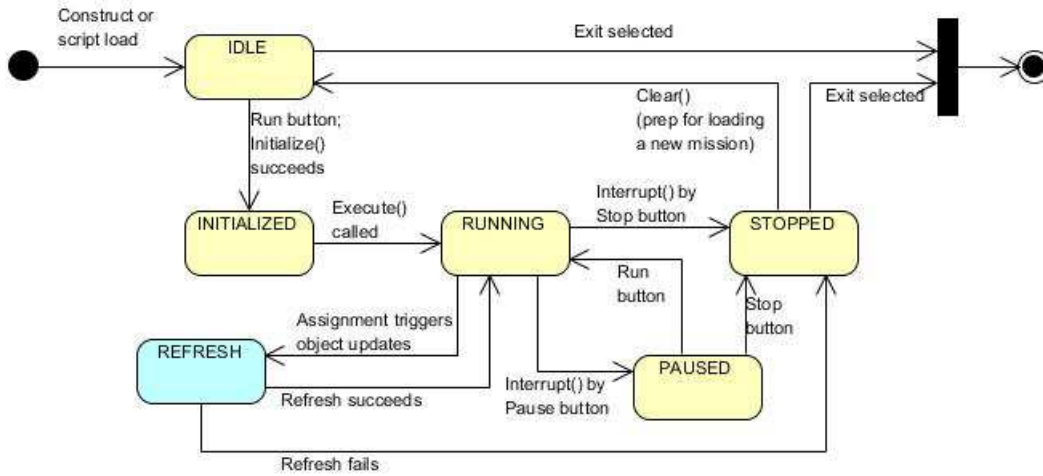 Construct or
script load
IDLE
Exit selected
Clear()
(prep for loading
a new mission)
Exit selected
Run button;
Initialize()
succeeds
INITIALIZED
Execute()
called
RUNNING
Interrupt() by
Stop button
STOPPED
Run
button
Stop
button
Assignment triggers
object updates
REFRESH
PAUSED
Refresh succeeds
Interrupt() by
Pause button
Refresh fails